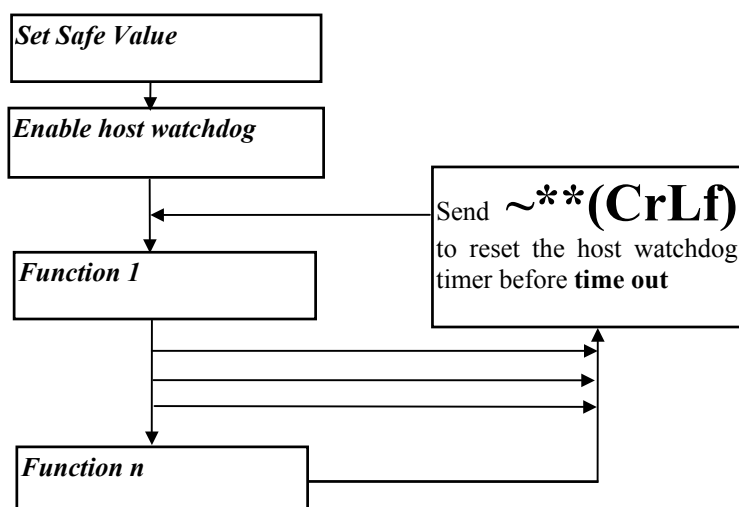 Set Safe Value
Enable host watchdog
Send ~**(CrLf)
to reset the host watchdog
timer before time out
Function 1
Function n